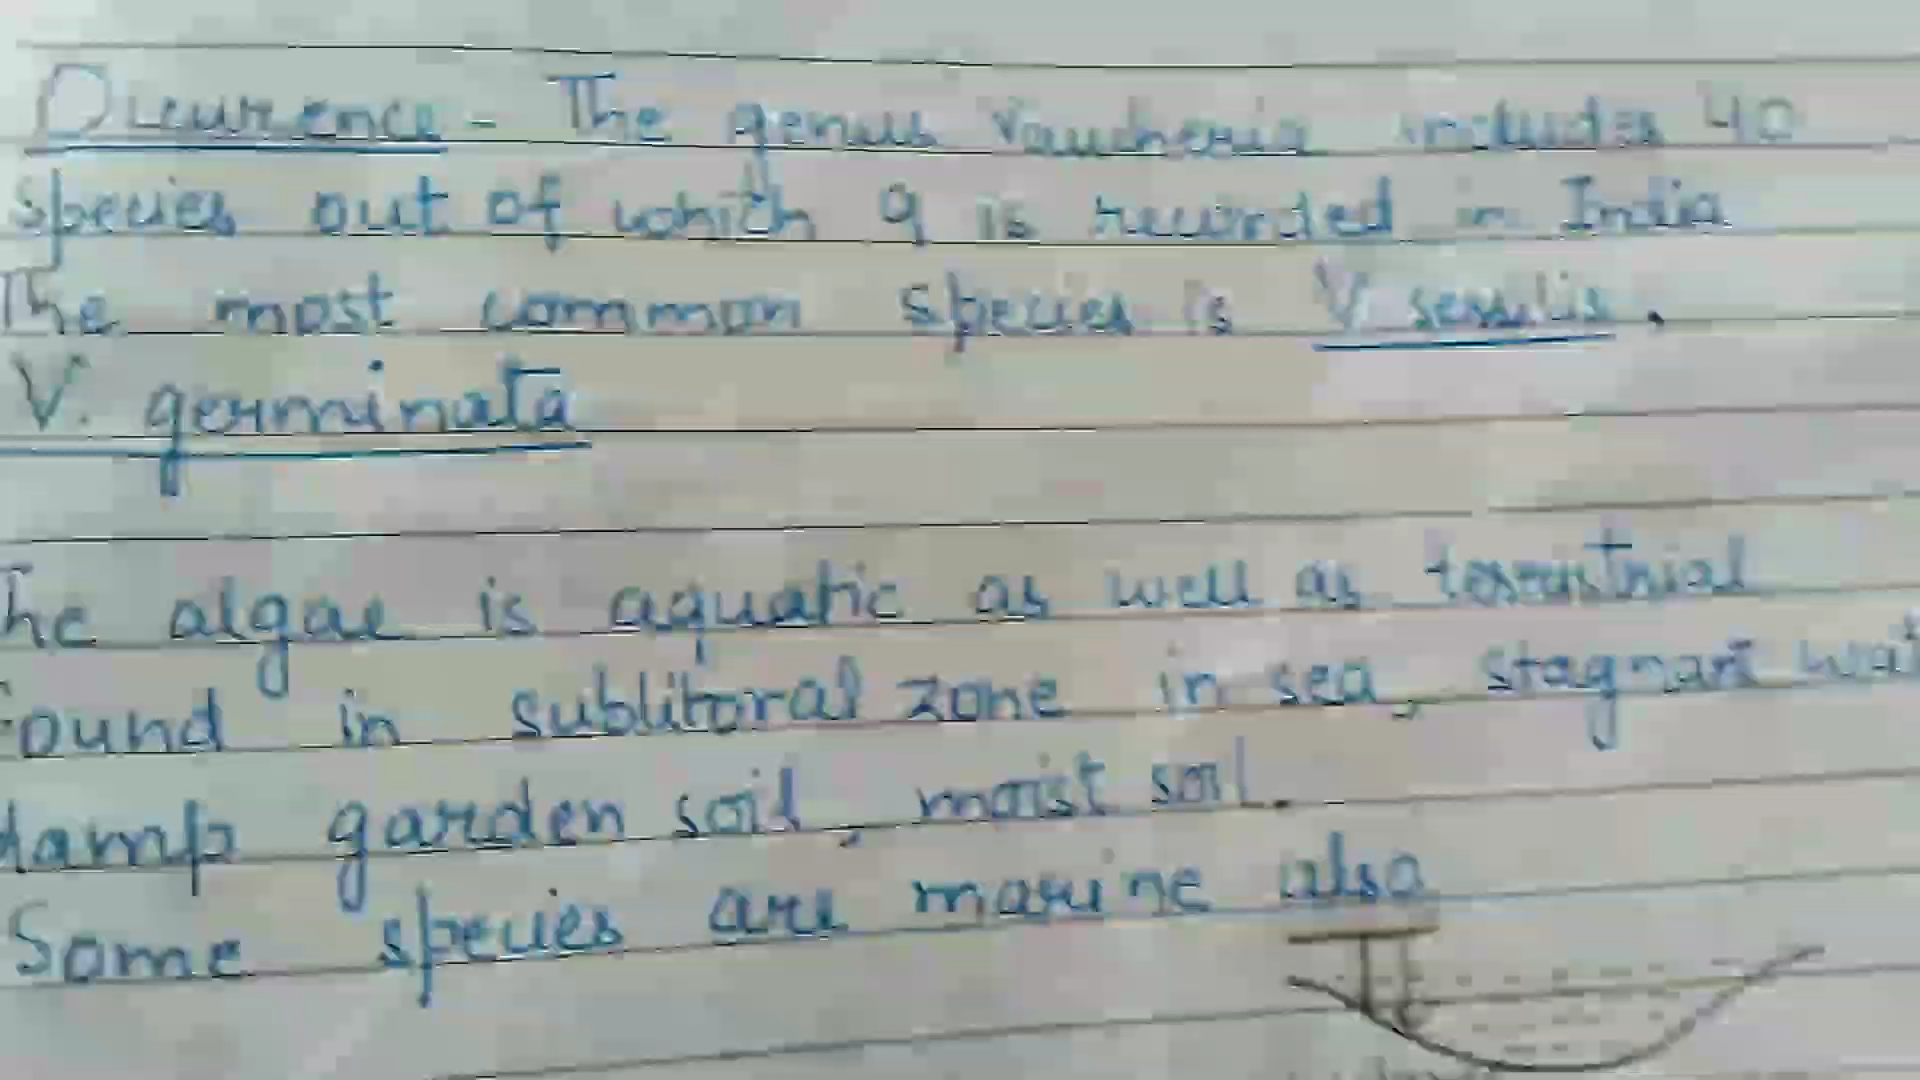 Occurence - The genus Vaucheria includes 40
species out of which 9 is recorded in India
The most common species is V. sessilis.
V. germinata
The algae is aquatic as well as terrestrial
found in sublitoral zone in sea, stagnant
damp garden soil, moist soil.
Some species are marine also